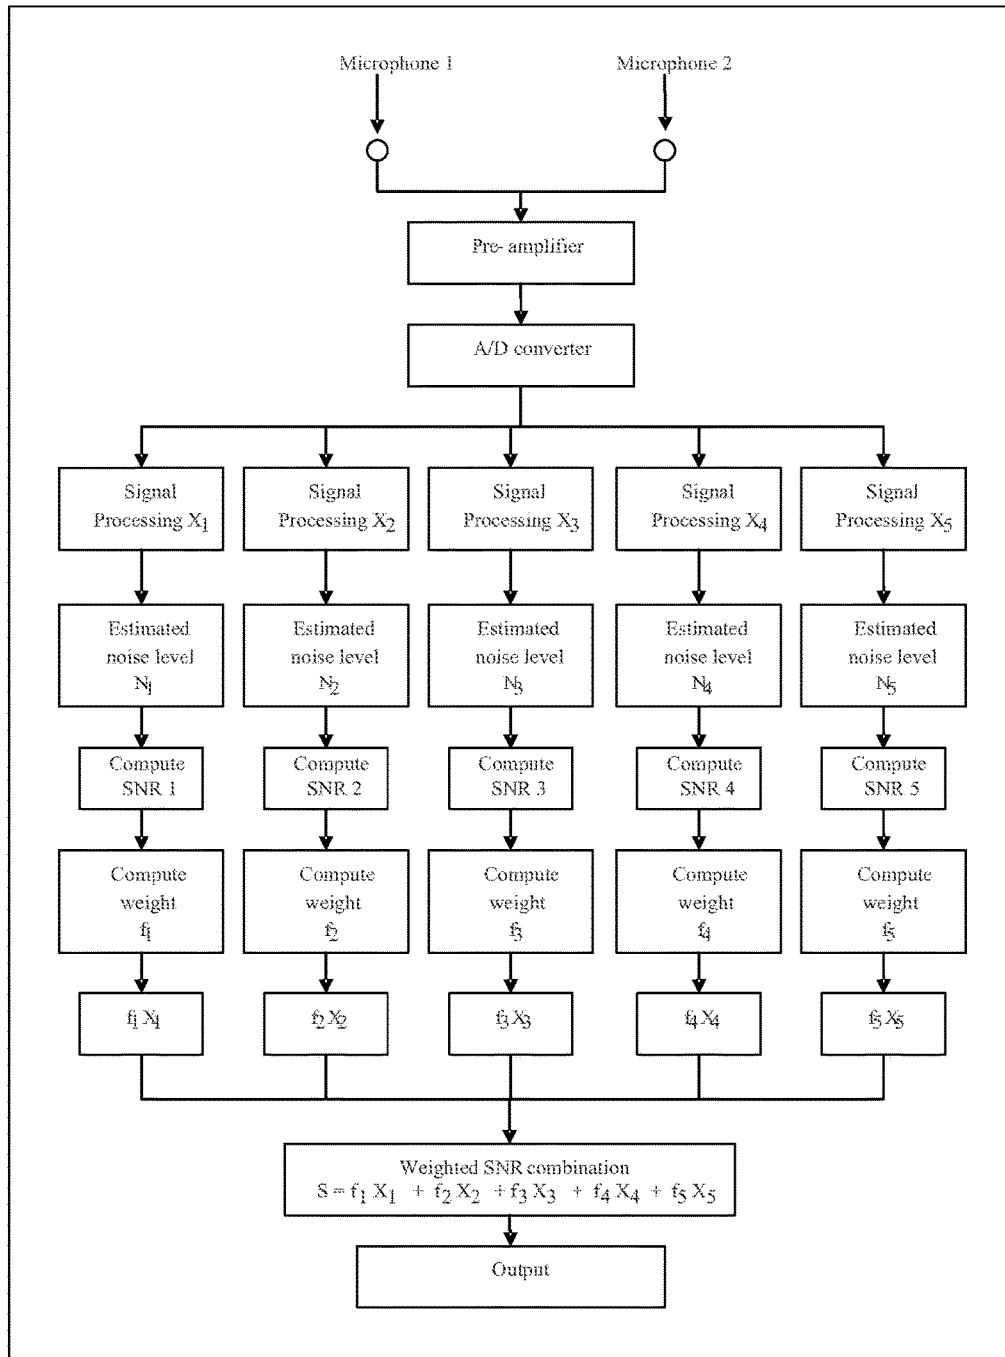 Microphone 1
Microphone 2
Pre- amplifier
A/D converter
Signal
Processing X1
Signal
Processing X2
Signal
Processing X3
Signal
Processing X4
Signal
Processing X5
Estimated
noise level
N1
Estimated
noise level
N2
Estimated
noise level
N3
Estimated
noise level
N4
Estimated
noise level
N5
Compute
SNR 1
Compute
SNR 2
Compute
SNR 3
Compute
SNR 4
Compute
SNR 5
Compute
weight
f1
Compute
weight
f2
Compute
weight
f3
Compute
weight
f4
Compute
weight
f5
f1 X1
f2 X2
f3 X3
f4 X4
f5 X5
Weighted SNR combination
S = f1 X1 + f2 X2 + f3 X3 + f4 X4 + f5 X5
Output